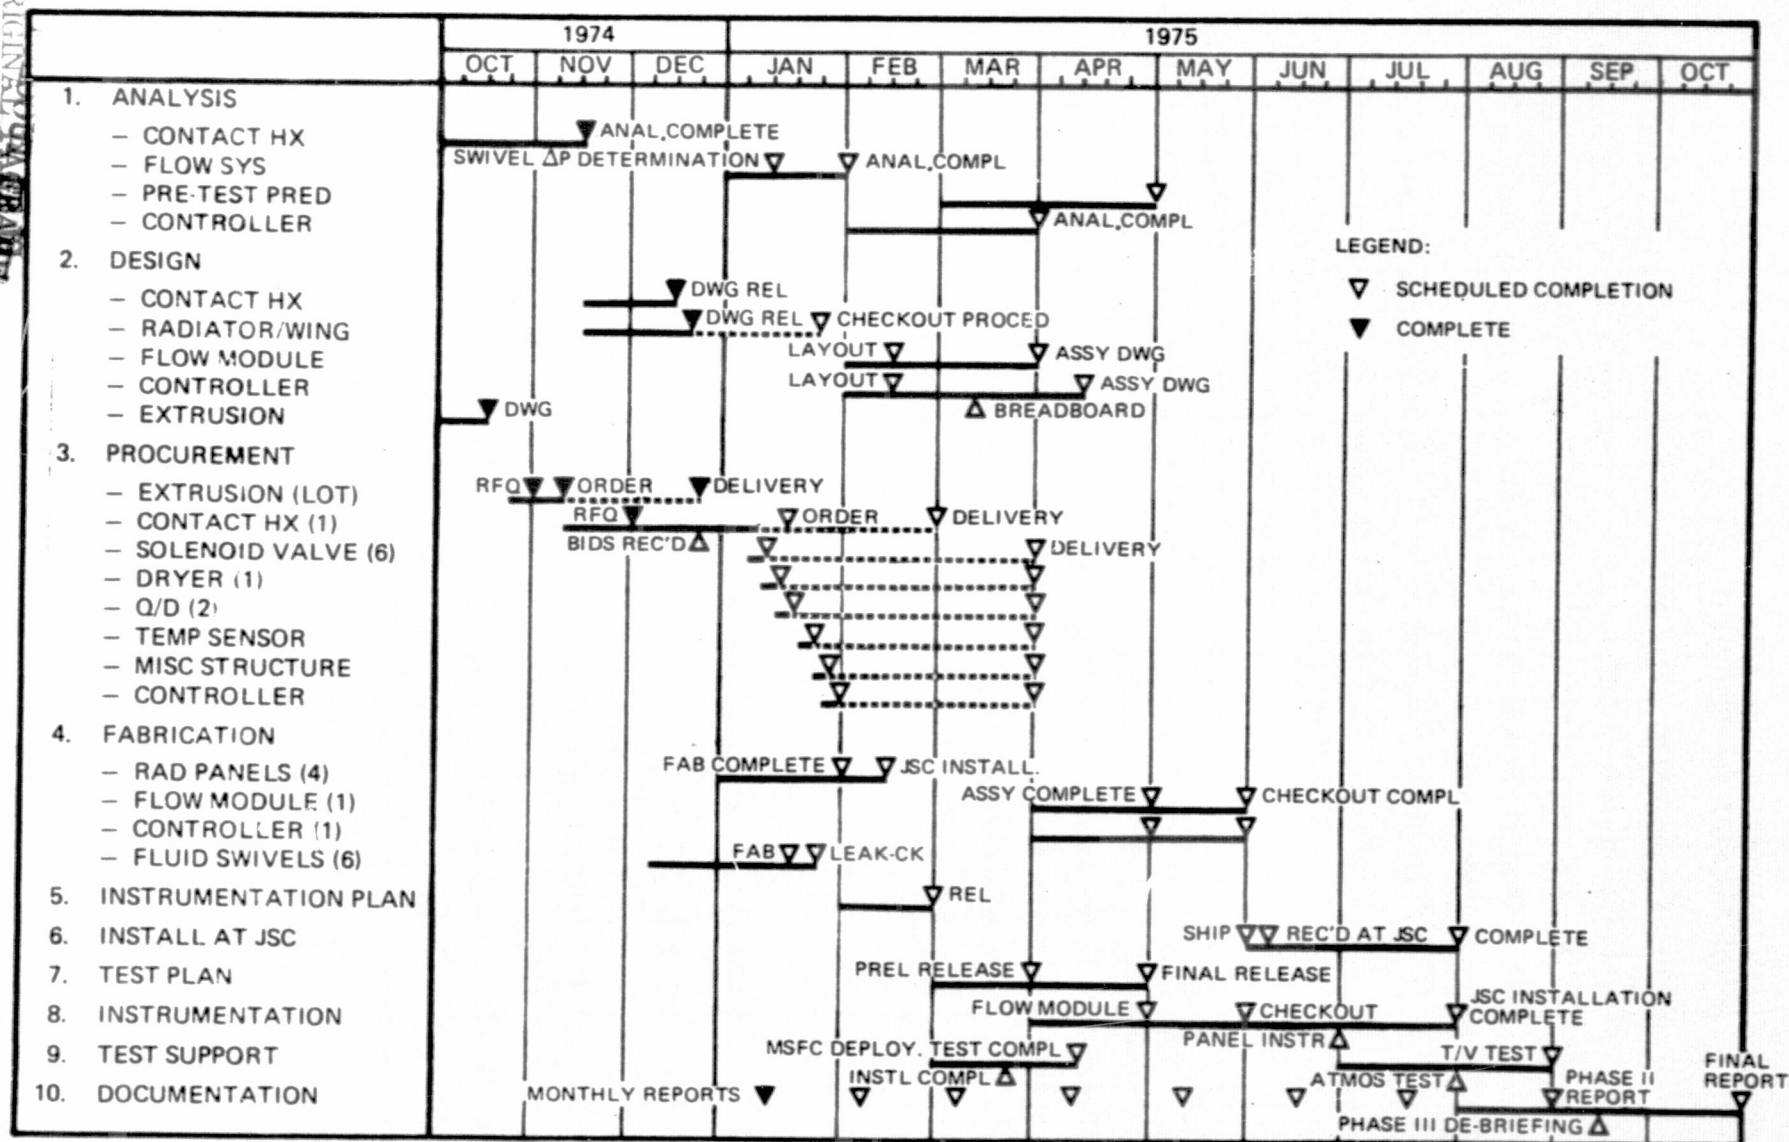 1974 1975
OCT NOV DEC JAN FEB MAR APR MAY JUN JUL AUG SEP OCT
1. ANALYSIS
– CONTACT HX ANAL. COMPLETE
– FLOW SYS SWIVEL ΔP DETERMINATION ANAL. COMPL
– PRE-TEST PRED
– CONTROLLER ANAL. COMPL
LEGEND:
SCHEDULED COMPLETION
COMPLETE
2. DESIGN
– CONTACT HX DWG REL
– RADIATOR/WING DWG REL CHECKOUT PROCED
– FLOW MODULE LAYOUT ASSY DWG
– CONTROLLER LAYOUT ASSY DWG
– EXTRUSION DWG BREADBOARD
3. PROCUREMENT
– EXTRUSION (LOT) RFQ ORDER DELIVERY
– CONTACT HX (1) RFQ ORDER DELIVERY
BIDS REC'D
– SOLENOID VALVE (6) DELIVERY
– DRYER (1)
– Q/D (2)
– TEMP SENSOR
– MISC STRUCTURE
– CONTROLLER
4. FABRICATION
– RAD PANELS (4) FAB COMPLETE JSC INSTALL.
– FLOW MODULE (1) ASSY COMPLETE CHECKOUT COMPL
– CONTROLLER (1)
– FLUID SWIVELS (6) FAB LEAK-CK
5. INSTRUMENTATION PLAN REL
6. INSTALL AT JSC SHIP REC'D AT JSC COMPLETE
7. TEST PLAN PREL RELEASE FINAL RELEASE
8. INSTRUMENTATION FLOW MODULE CHECKOUT JSC INSTALLATION
COMPLETE
PANEL INSTR
9. TEST SUPPORT MSFC DEPLOY. TEST COMPL T/V TEST
INSTL COMPL ATMOS TEST
10. DOCUMENTATION MONTHLY REPORTS PHASE II
REPORT
FINAL
REPORT
PHASE III DE-BRIEFING